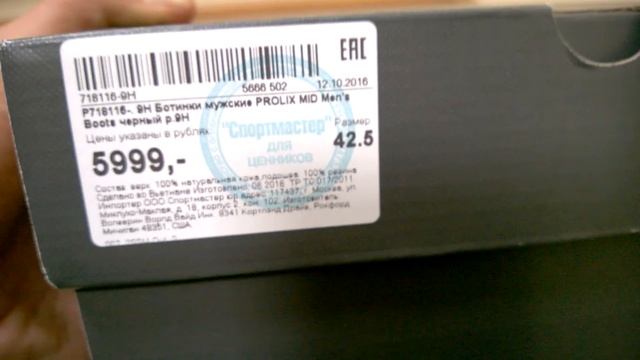 EAC
718116-9H 5666 502 12.10.2016
P718116-. 9H Ботинки мужские PROLIX MID Men's
Boots черный р.9H
Цены указаны в рублях
Размер
5999,-
42.5
"Спортмастер"
ДЛЯ
ЦЕННИКОВ
Состав: верх: 100% натуральная кожа,подошва: 100% резина
Сделано во Вьетнаме Изготовлено: 06.2016. ТР ТС 017/2011
Импортер ООО Спортмастер юр.адрес: 117437,г. Москва, ул.
Миклухо-Маклая, д. 18, корпус 2, ком. 102. Изготовитель
Волверин Ворлд Вайд Инк. 9341 Кортланд Драйв, Рокфорд
Мичиган 49351, США.